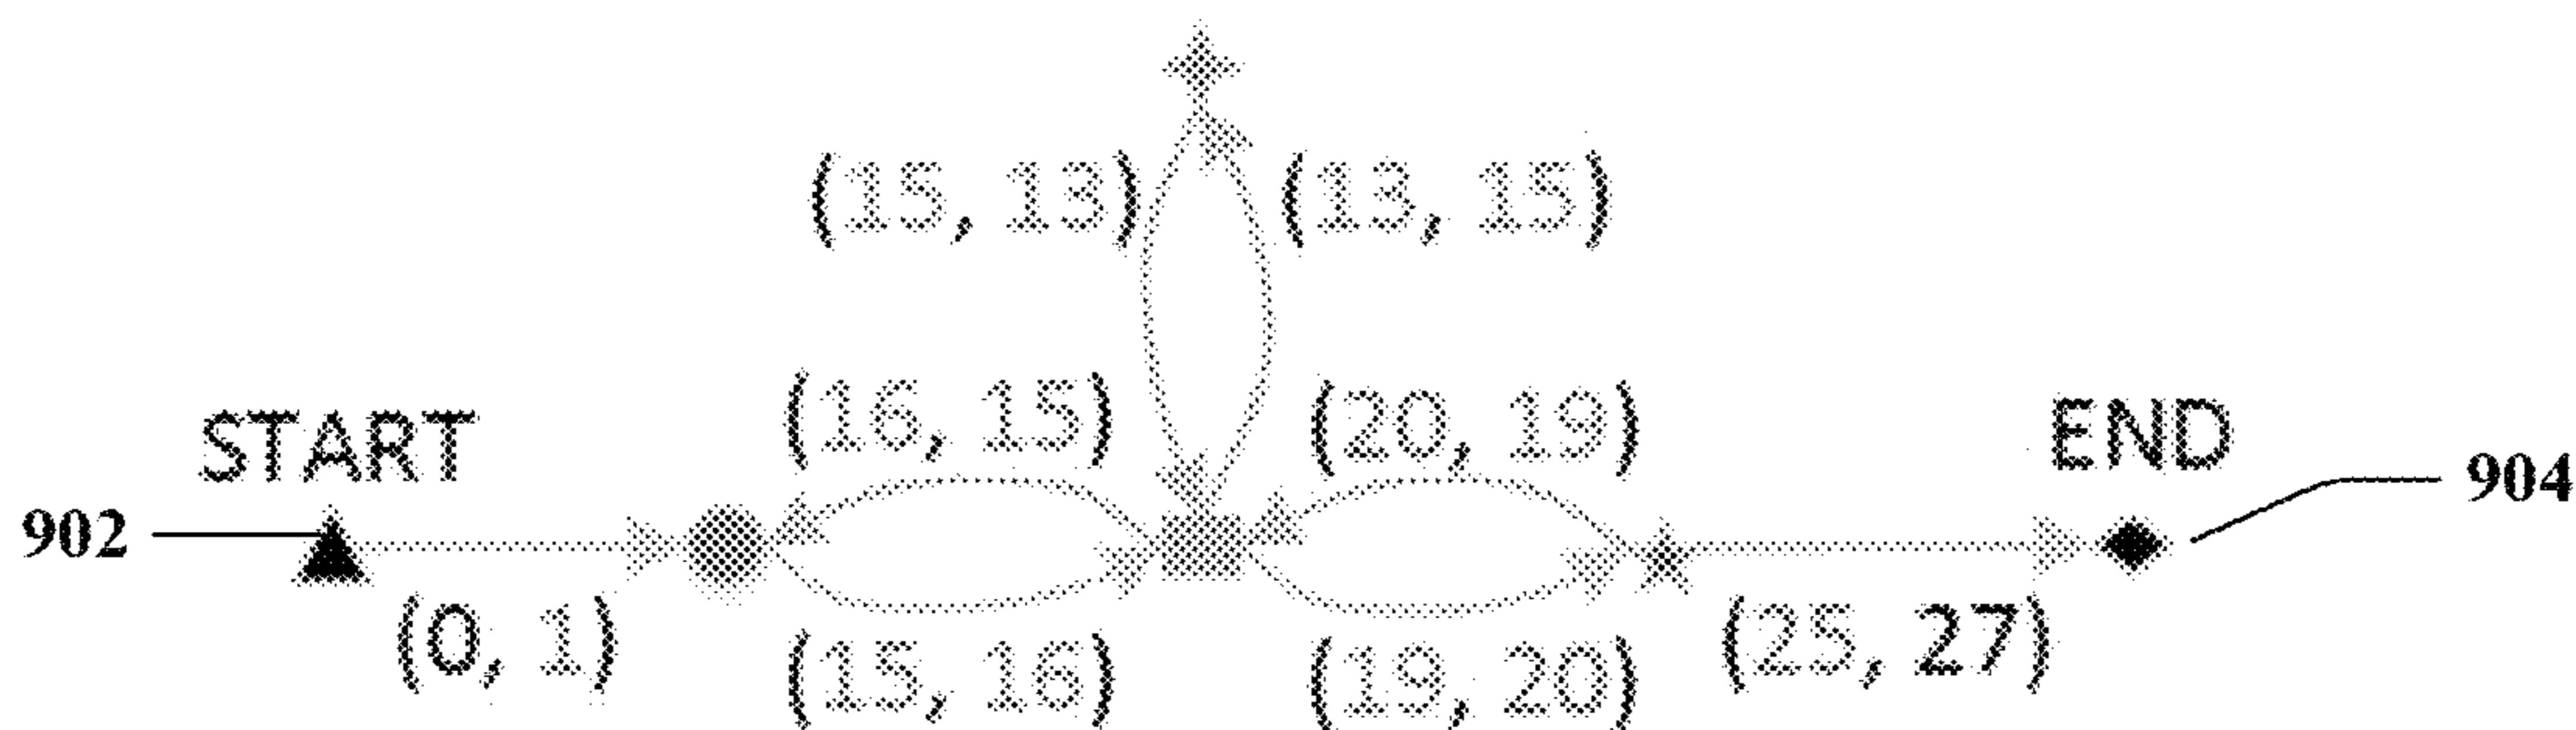 (15, 13) (13, 15)
(16, 15) (20, 19)
START END
902 904
(0, 1) (15, 16) (19, 20) (25, 27)